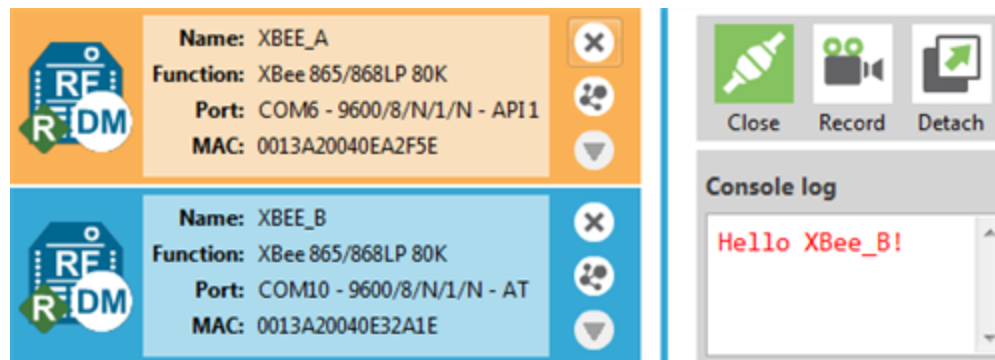 RF
R DM
Name: XBEE_A
Function: XBee 865/868LP 80K
Port: COM6 - 9600/8/N/1/N - API 1
MAC: 0013A20040EA2F5E
RF
R DM
Name: XBEE_B
Function: XBee 865/868LP 80K
Port: COM10 - 9600/8/N/1/N - AT
MAC: 0013A20040E32A1E
Close Record Detach
Console log
Hello XBee_B!